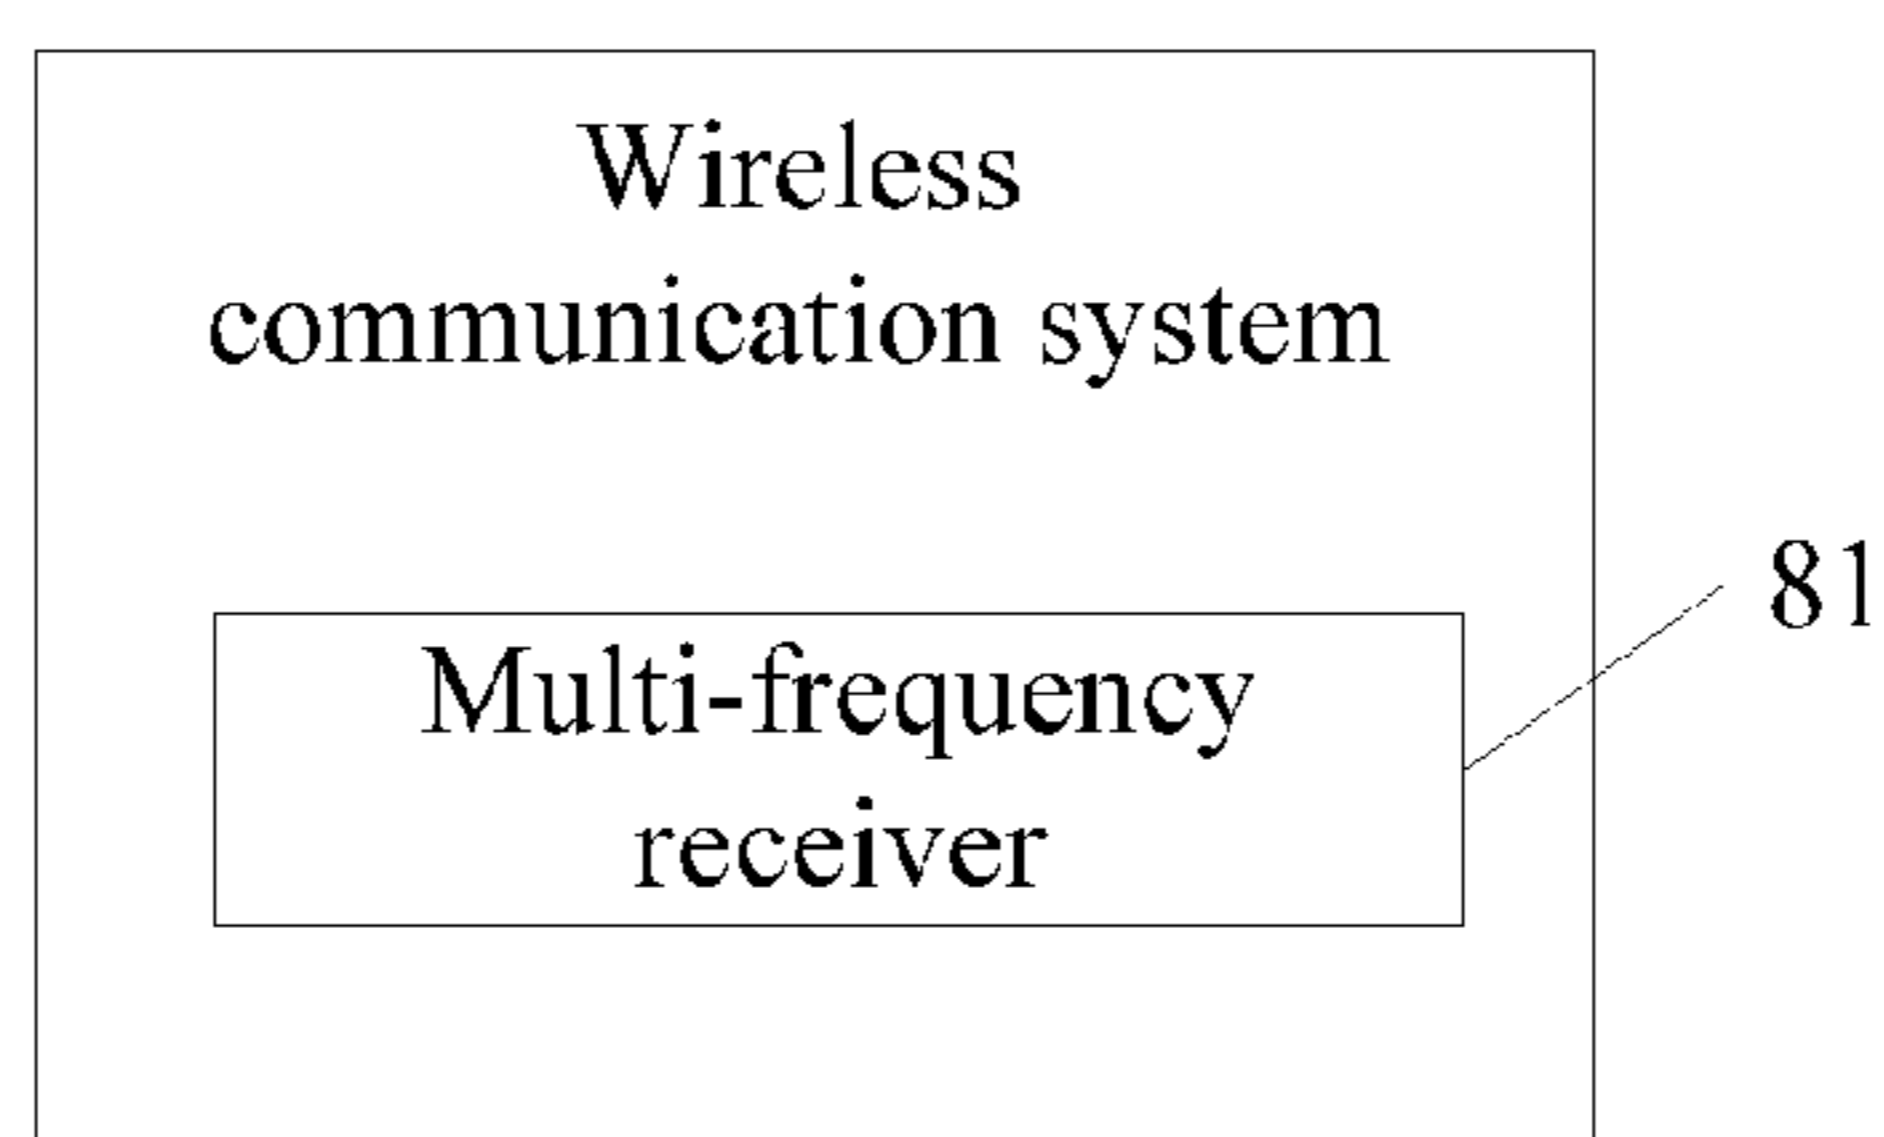 Wireless
communication system
81
Multi-frequency
receiver